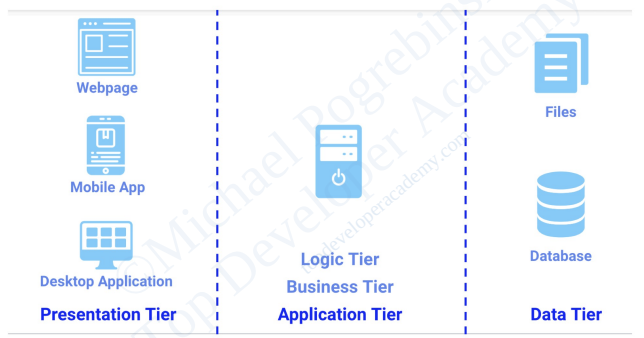 Webpage
Mobile App
Desktop Application
Presentation Tier
Logic Tier
Business Tier
Application Tier
Files
Database
Data Tier
©Michael Pogrebinsk
Top Developer Academy
topdeveloperacademy.com